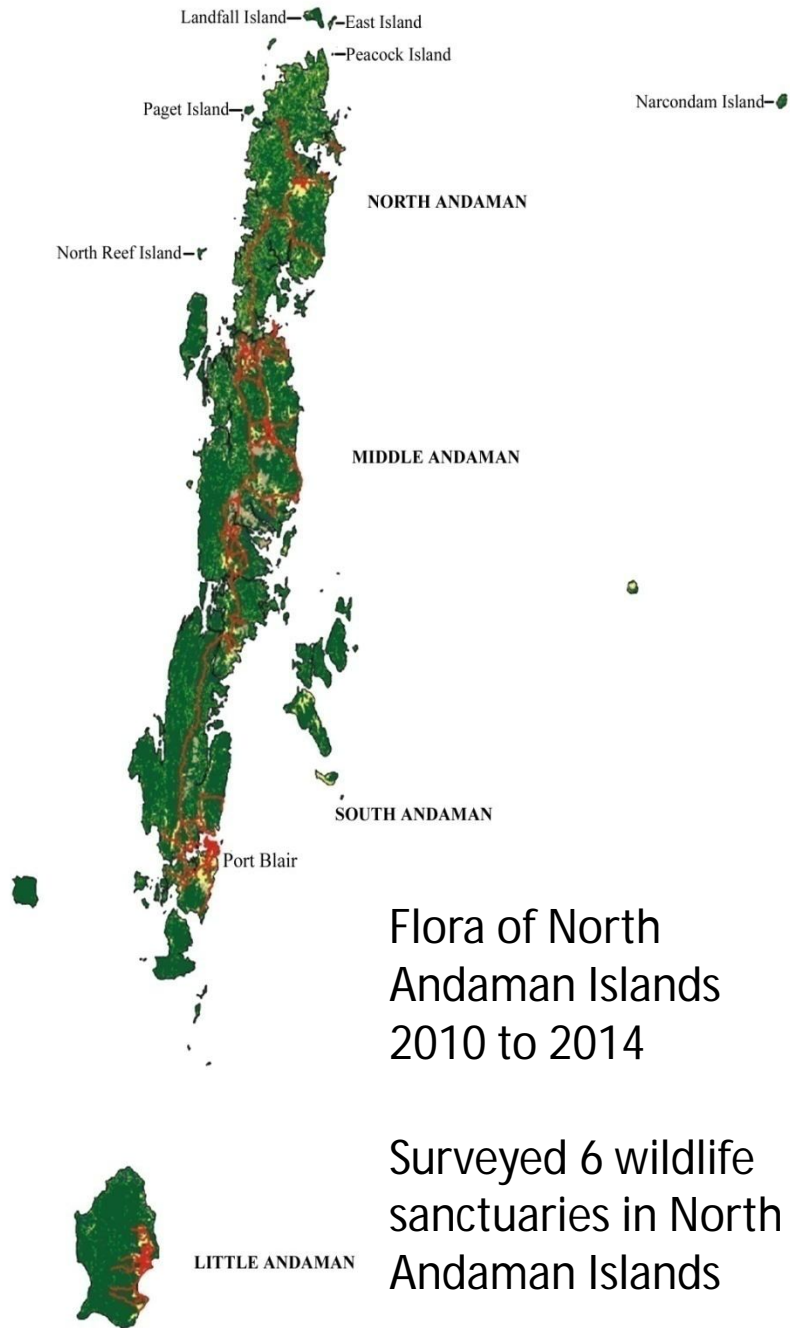 Landfall Island
East Island
Peacock Island
Paget Island
Narcondam Island
NORTH ANDAMAN
North Reef Island
MIDDLE ANDAMAN
SOUTH ANDAMAN
Port Blair
Flora of North
Andaman Islands
2010 to 2014
Surveyed 6 wildlife
sanctuaries in North
Andaman Islands
LITTLE ANDAMAN